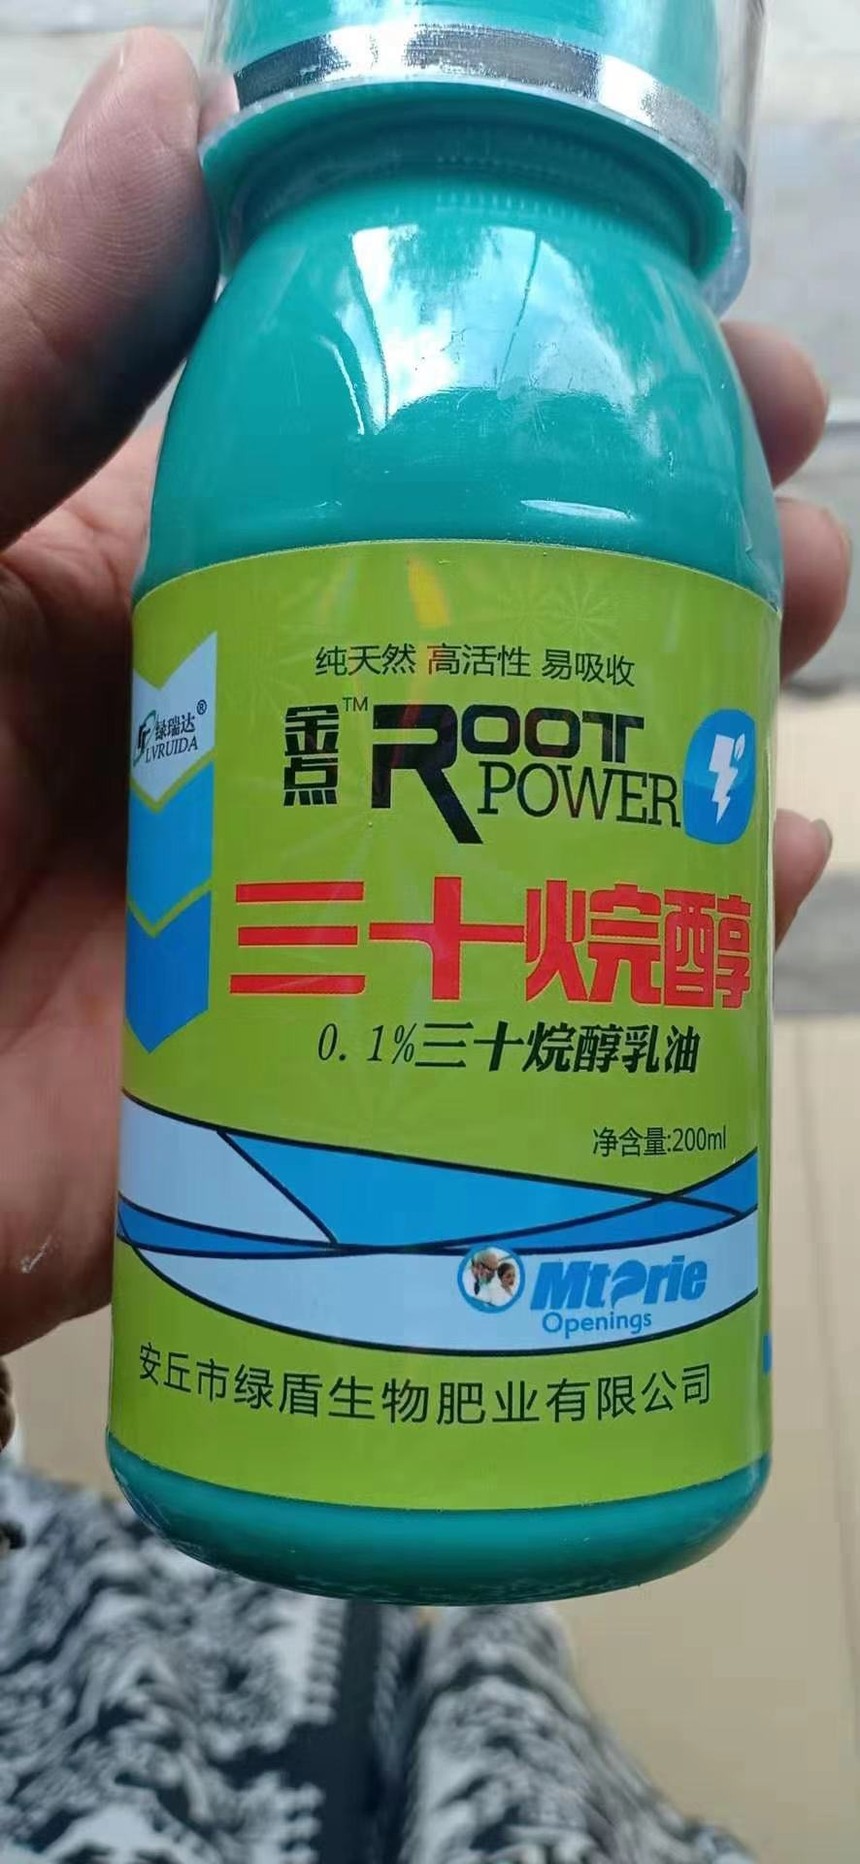 纯天然 高活性 易吸收
金点™ ROOT POWER
绿瑞达®
LVRUIDA
三十烷醇
0.1%三十烷醇乳油
净含量:200ml
Openings
安丘市绿盾生物肥业有限公司